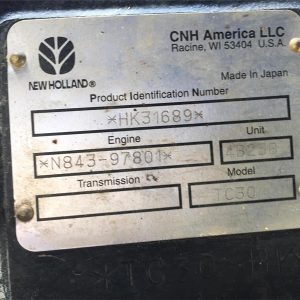 CNH America LLC
Racine, WI 53404 U.S.A.
NEW HOLLAND®
Made In Japan
Product Identification Number
*HK31689*
Engine Unit
*N843-97801*
Transmission Model
TC30